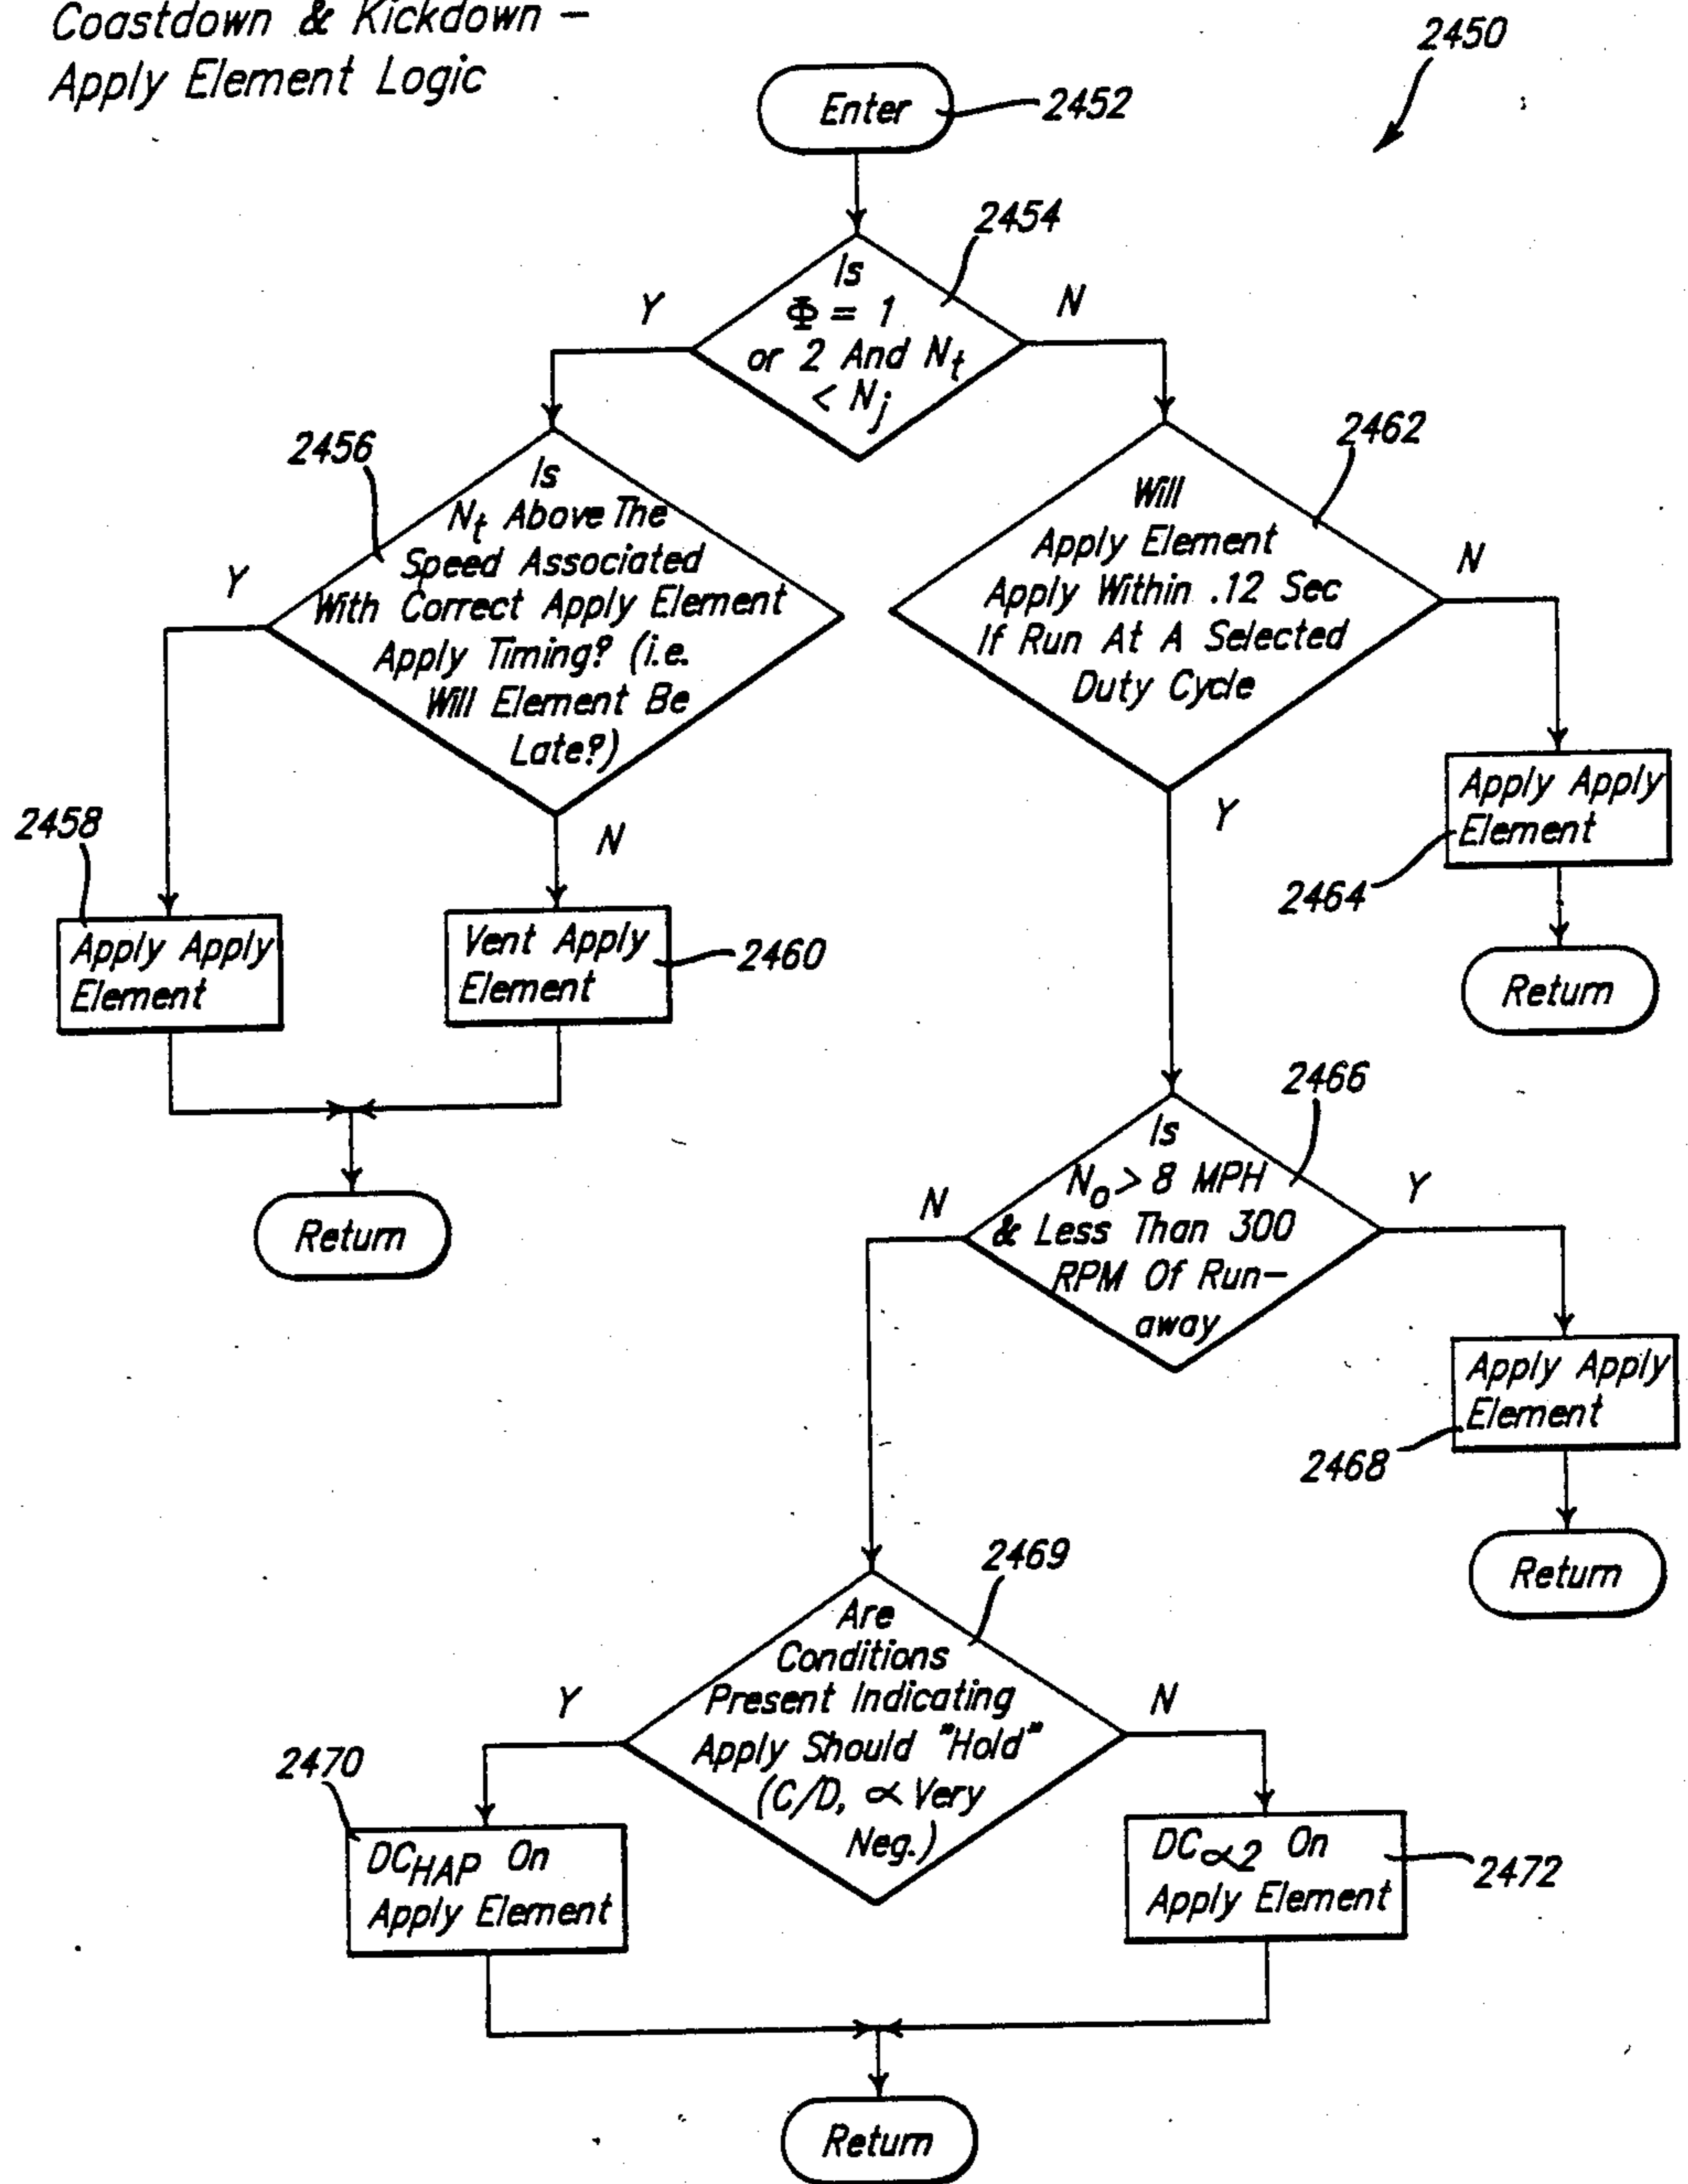 Coastdown & Kickdown –
Apply Element Logic
2450
Enter
2452
2454
Is
Φ = 1
or 2 And Nt
< Nj
Y
N
2456
Is
Nt Above The
Speed Associated
With Correct Apply Element
Apply Timing? (i.e.
Will Element Be
Late?)
Y
N
2462
Will
Apply Element
Apply Within .12 Sec
If Run At A Selected
Duty Cycle
N
Y
2458
Apply Apply
Element
Vent Apply
Element
2460
Return
Apply Apply
Element
2464
Return
2466
Is
No > 8 MPH
& Less Than 300
RPM Of Run-
away
N
Y
Apply Apply
Element
2468
Return
2469
Are
Conditions
Present Indicating
Apply Should "Hold"
(C/D, ∝ Very
Neg.)
Y
N
2470
DCHAP On
Apply Element
DC∝2 On
Apply Element
2472
Return